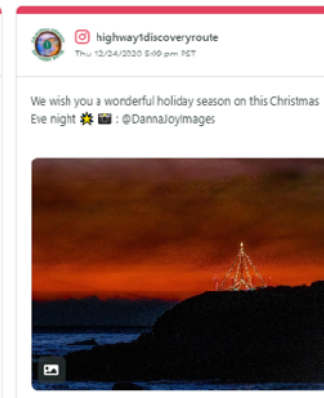 highway1discoveryroute
Thu 12/24/2020 5:09 pm PST
We wish you a wonderful holiday season on this Christmas
Eve night 🌟 📸 : @DannaJoyImages